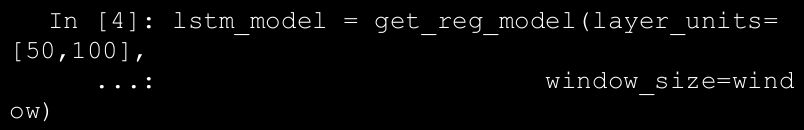 In [4]: lstm_model = get_reg_model(layer_units=
[50,100],
...: window_size=wind
ow)